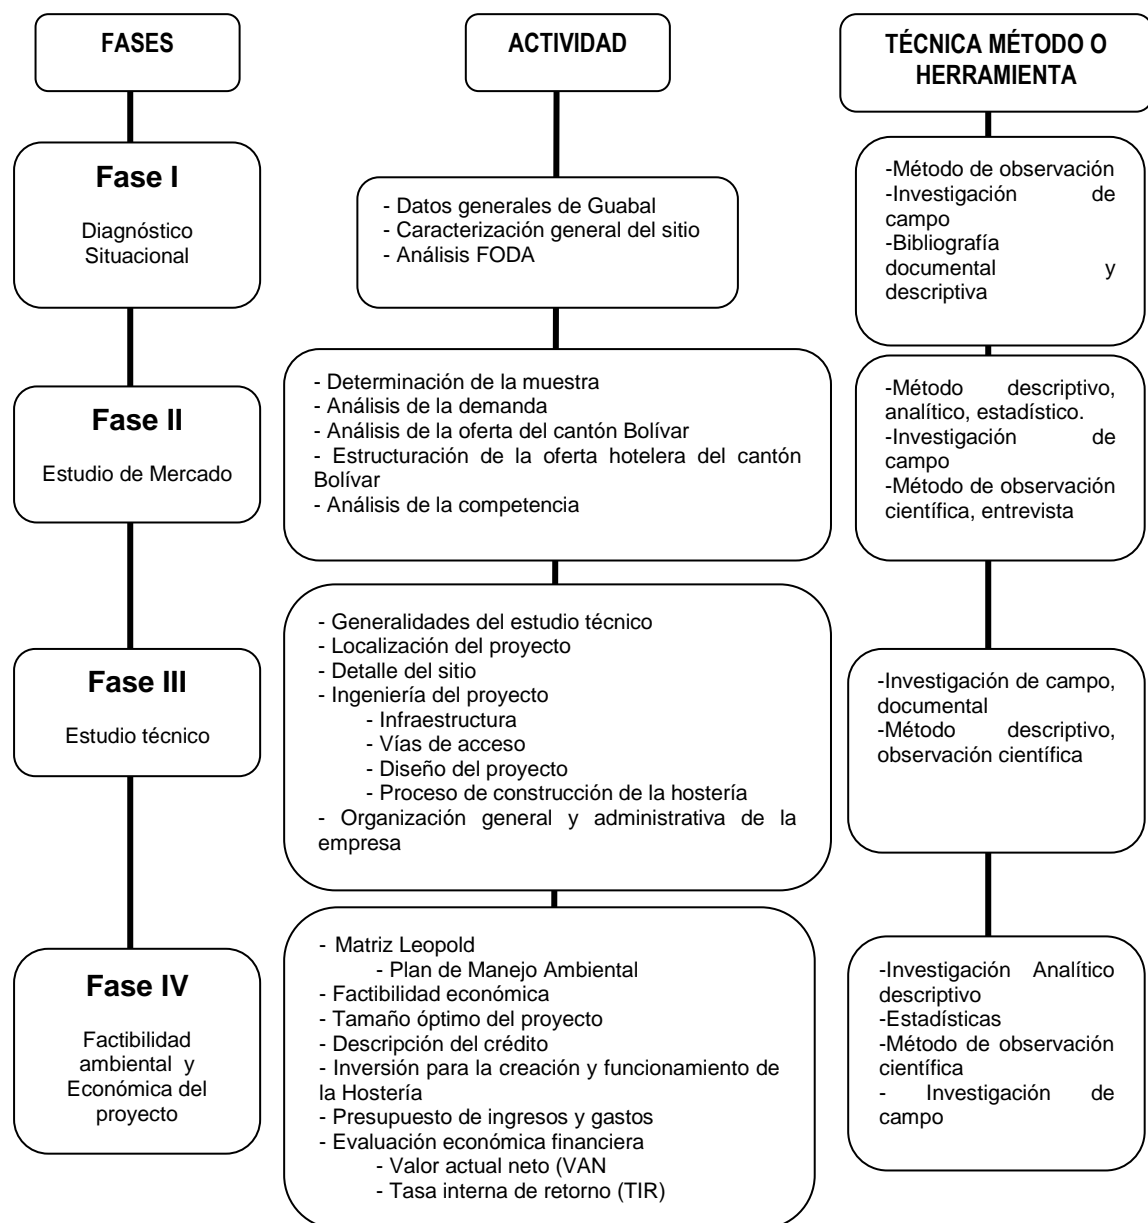 FASES
ACTIVIDAD
TÉCNICA MÉTODO O
HERRAMIENTA
Fase I
Diagnóstico
Situacional
- Datos generales de Guabal
- Caracterización general del sitio
- Análisis FODA
-Método de observación
-Investigación de
campo
-Bibliografía
documental y
descriptiva
Fase II
Estudio de Mercado
- Determinación de la muestra
- Análisis de la demanda
- Análisis de la oferta del cantón Bolívar
- Estructuración de la oferta hotelera del cantón
Bolívar
- Análisis de la competencia
-Método descriptivo,
analítico, estadístico.
-Investigación de
campo
-Método de observación
científica, entrevista
Fase III
Estudio técnico
- Generalidades del estudio técnico
- Localización del proyecto
- Detalle del sitio
- Ingeniería del proyecto
- Infraestructura
- Vías de acceso
- Diseño del proyecto
- Proceso de construcción de la hostería
- Organización general y administrativa de la
empresa
-Investigación de campo,
documental
-Método descriptivo,
observación científica
Fase IV
Factibilidad
ambiental y
Económica del
proyecto
- Matriz Leopold
- Plan de Manejo Ambiental
- Factibilidad económica
- Tamaño óptimo del proyecto
- Descripción del crédito
- Inversión para la creación y funcionamiento de
la Hostería
- Presupuesto de ingresos y gastos
- Evaluación económica financiera
- Valor actual neto (VAN
- Tasa interna de retorno (TIR)
-Investigación Analítico
descriptivo
-Estadísticas
-Método de observación
científica
- Investigación de
campo